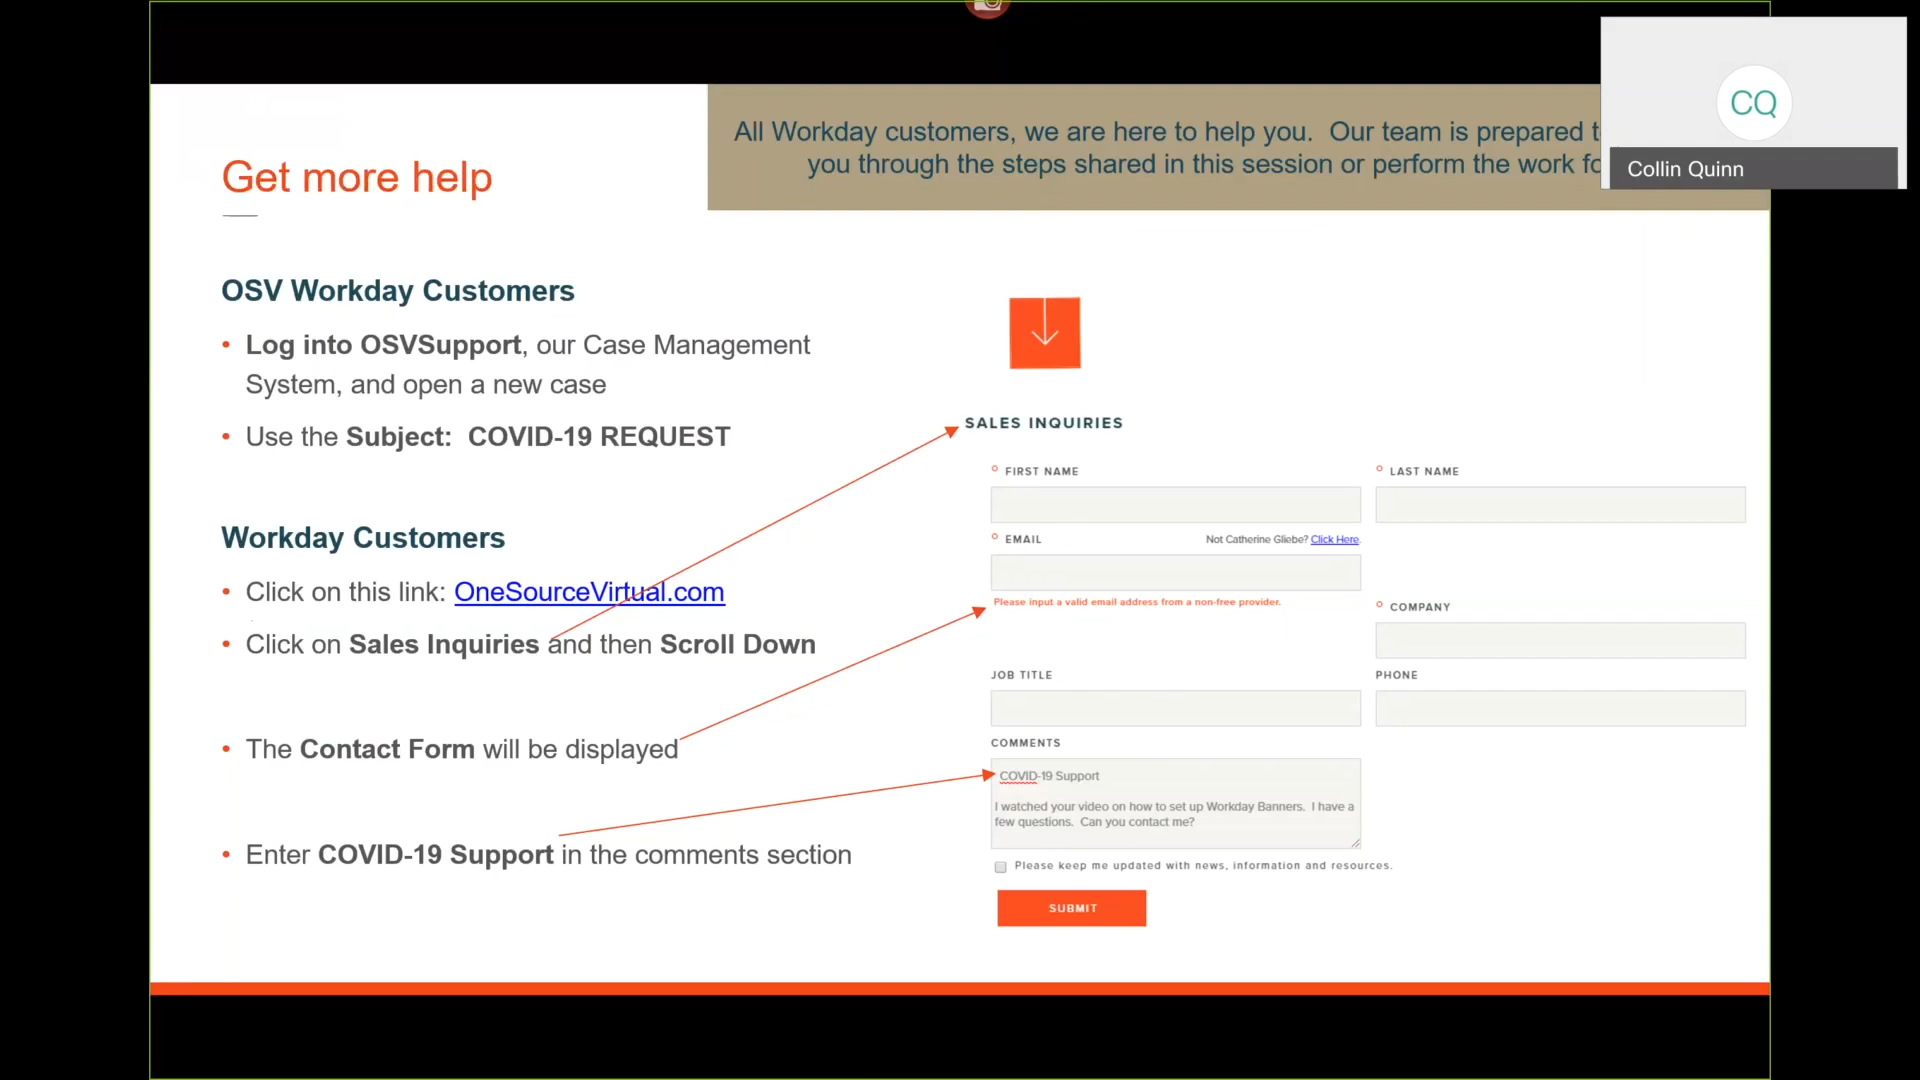 All Workday customers, we are here to help you. Our team is prepared
you through the steps shared in this session or perform the work
CQ
Collin Quinn
Get more help
OSV Workday Customers
• Log into OSVSupport, our Case Management
System, and open a new case
• Use the Subject: COVID-19 REQUEST
Workday Customers
• Click on this link: OneSourceVirtual.com
• Click on Sales Inquiries and then Scroll Down
• The Contact Form will be displayed
• Enter COVID-19 Support in the comments section
SALES INQUIRIES
FIRST NAME
LAST NAME
EMAIL
Not Catherine Gliebe? Click Here.
Please input a valid email address from a non-free provider.
COMPANY
JOB TITLE
PHONE
COMMENTS
COVID-19 Support
I watched your video on how to set up Workday Banners. I have a
few questions. Can you contact me?
Please keep me updated with news, information and resources.
SUBMIT